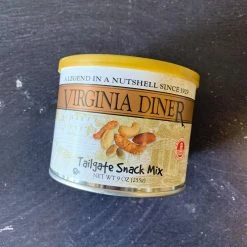 A LEGEND IN A NUTSHELL SINCE 1929
VIRGINIA DINER
Tailgate Snack Mix
NET WT 9 OZ (255g)